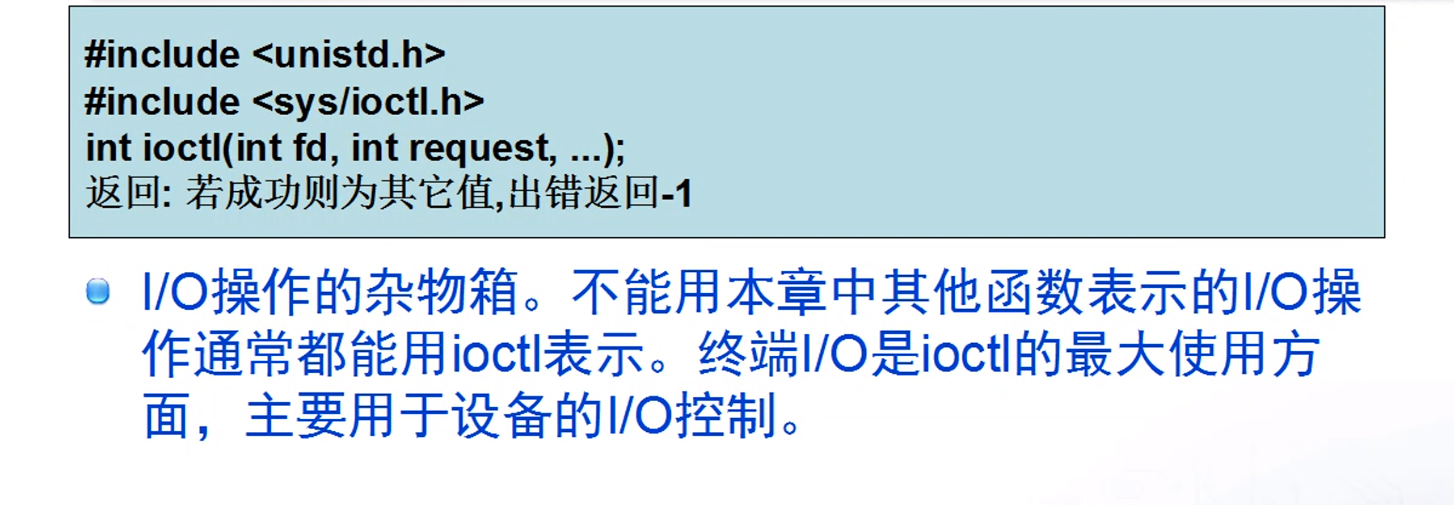 #include <unistd.h>
#include <sys/ioctl.h>
int ioctl(int fd, int request, ...);
返回: 若成功则为其它值,出错返回-1
I/O操作的杂物箱。不能用本章中其他函数表示的I/O操
作通常都能用ioctl表示。终端I/O是ioctl的最大使用方
面，主要用于设备的I/O控制。